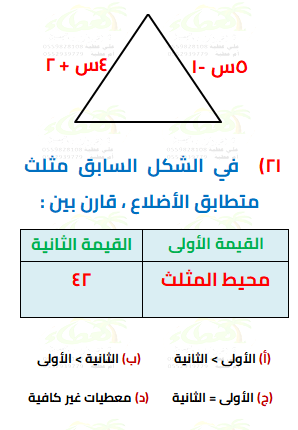 ٤س + ٢
٥س -١
٢١) في الشكل السابق مثلث
متطابق الأضلاع ، قارن بين :
القيمة الأولى
القيمة الثانية
محيط المثلث
٤٢
(أ) الأولى > الثانية
(ب) الثانية > الأولى
(ج) الأولى = الثانية
(د) معطيات غير كافية